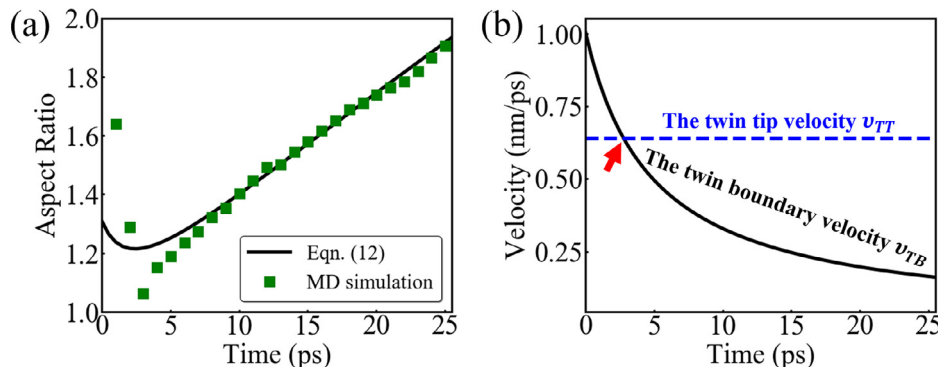 (a)
2.0
1.8
1.6
1.4
1.2
1.0
Aspect Ratio
Eqn. (12)
MD simulation
0 5 10 15 20 25
Time (ps)
(b)
1.00
0.75
0.50
0.25
Velocity (nm/ps)
The twin tip velocity υTT
The twin boundary velocity υTB
0 5 10 15 20 25
Time (ps)